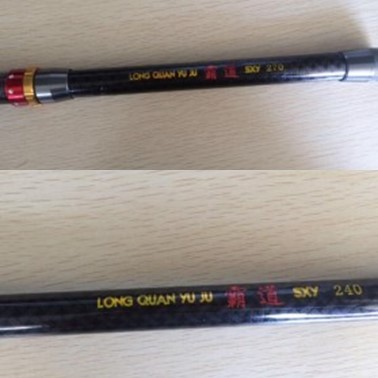 LONG QUAN YU JU 霸道 SXY 270
LONG QUAN YU JU 霸道 SXY 240